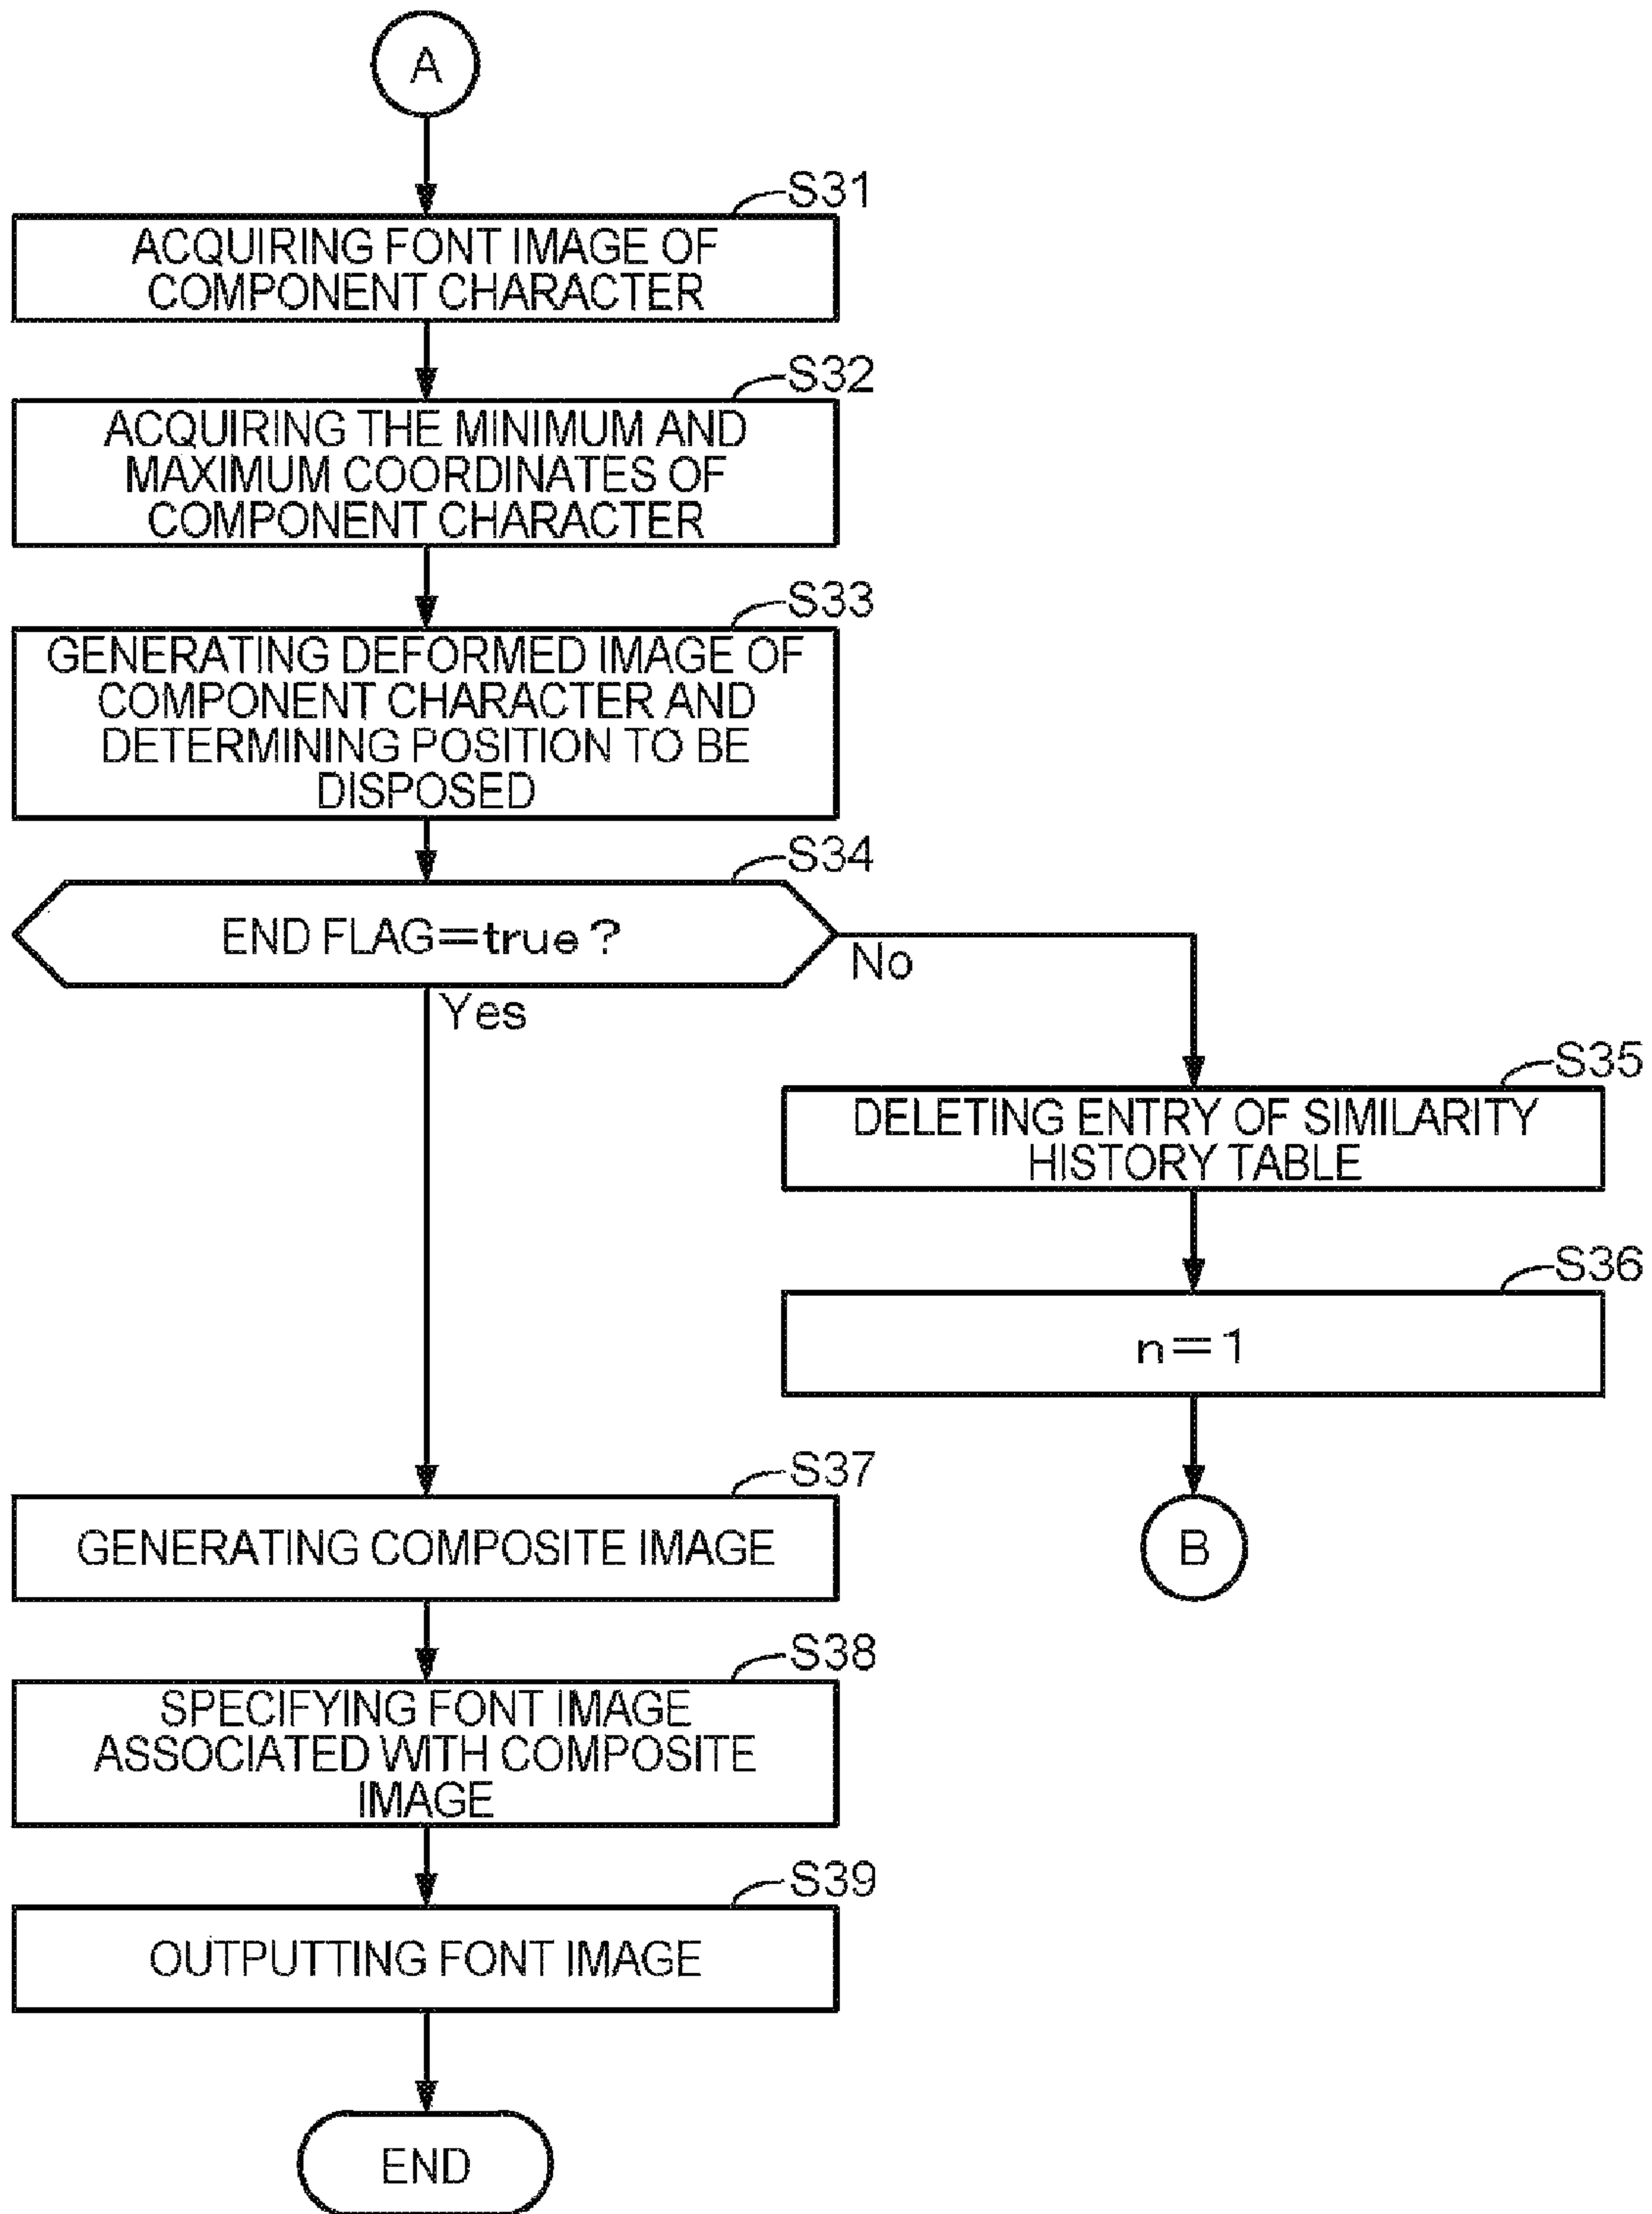 A
S31
ACQUIRING FONT IMAGE OF
COMPONENT CHARACTER
S32
ACQUIRING THE MINIMUM AND
MAXIMUM COORDINATES OF
COMPONENT CHARACTER
S33
GENERATING DEFORMED IMAGE OF
COMPONENT CHARACTER AND
DETERMINING POSITION TO BE
DISPOSED
S34
END FLAG=true?
No
Yes
S35
DELETING ENTRY OF SIMILARITY
HISTORY TABLE
S36
n=1
B
S37
GENERATING COMPOSITE IMAGE
S38
SPECIFYING FONT IMAGE
ASSOCIATED WITH COMPOSITE
IMAGE
S39
OUTPUTTING FONT IMAGE
END